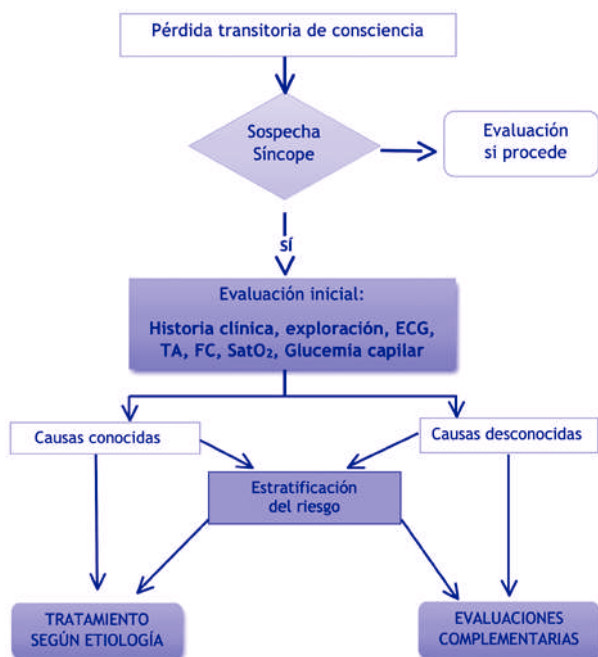 Pérdida transitoria de consciencia
Sospecha
Síncope
Evaluación
si procede
sí
Evaluación inicial:
Historia clínica, exploración, ECG,
TA, FC, SatO₂, Glucemia capilar
Causas conocidas
Causas desconocidas
Estratificación
del riesgo
TRATAMIENTO
SEGÚN ETIOLOGÍA
EVALUACIONES
COMPLEMENTARIAS